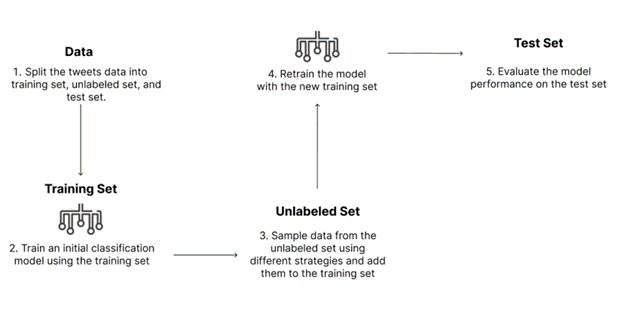 Data
1. Split the tweets data into
training set, unlabeled set, and
test set.
Training Set
2. Train an initial classification
model using the training set
Unlabeled Set
3. Sample data from the
unlabeled set using
different strategies and add
them to the training set
4. Retrain the model
with the new training set
Test Set
5. Evaluate the model
performance on the test set